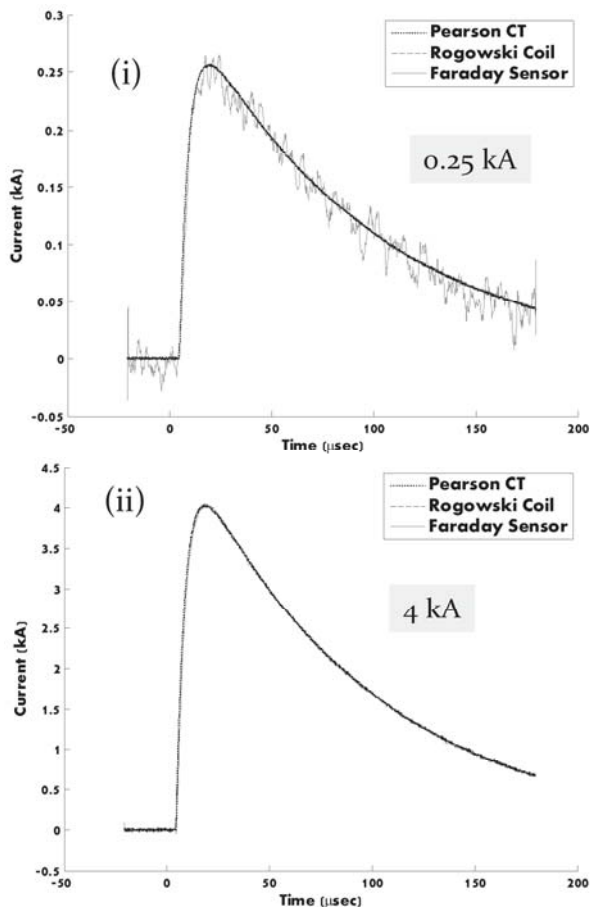 (i)
Pearson CT
Rogowski Coil
Faraday Sensor
0.25 kA
0.3
0.25
0.2
0.15
0.1
0.05
0
-0.05
Current (kA)
-50
0
50
100
150
200
Time (μsec)
(ii)
Pearson CT
Rogowski Coil
Faraday Sensor
4 kA
4.5
4
3.5
3
2.5
2
1.5
1
0.5
0
-0.5
Current (kA)
-50
0
50
100
150
200
Time (μsec)